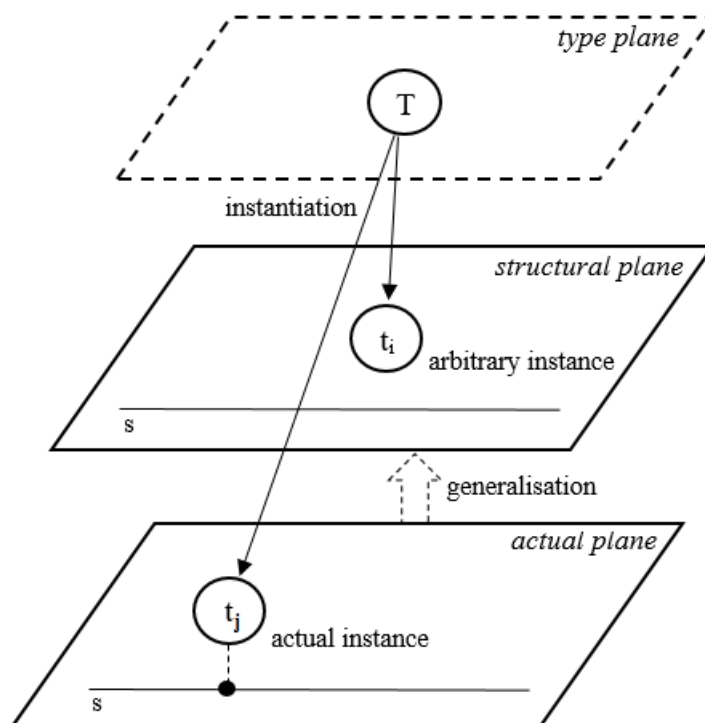 type plane
T
instantiation
structural plane
tᵢ
arbitrary instance
s
generalisation
actual plane
tⱼ
actual instance
s